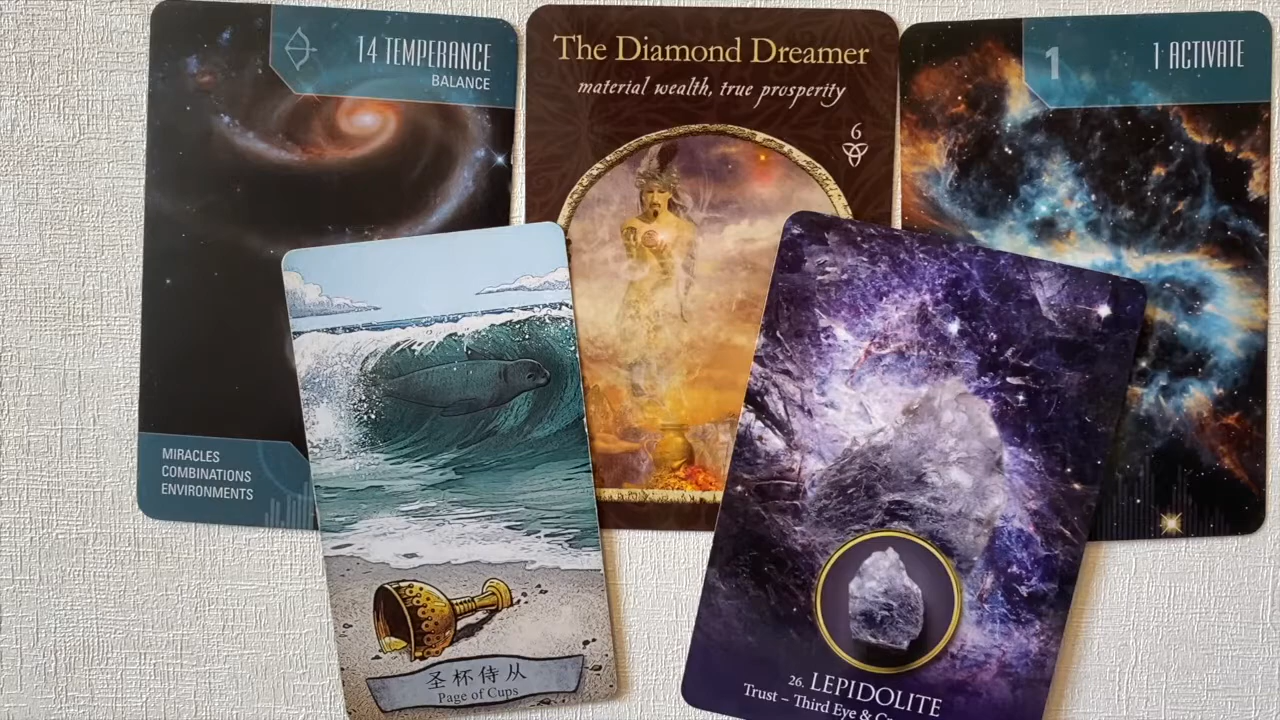 14 TEMPERANCE
BALANCE
MIRACLES
COMBINATIONS
ENVIRONMENTS
The Diamond Dreamer
material wealth, true prosperity
6
1
1 ACTIVATE
圣杯侍从
Page of Cups
26. LEPIDOLITE
Trust – Third Eye &